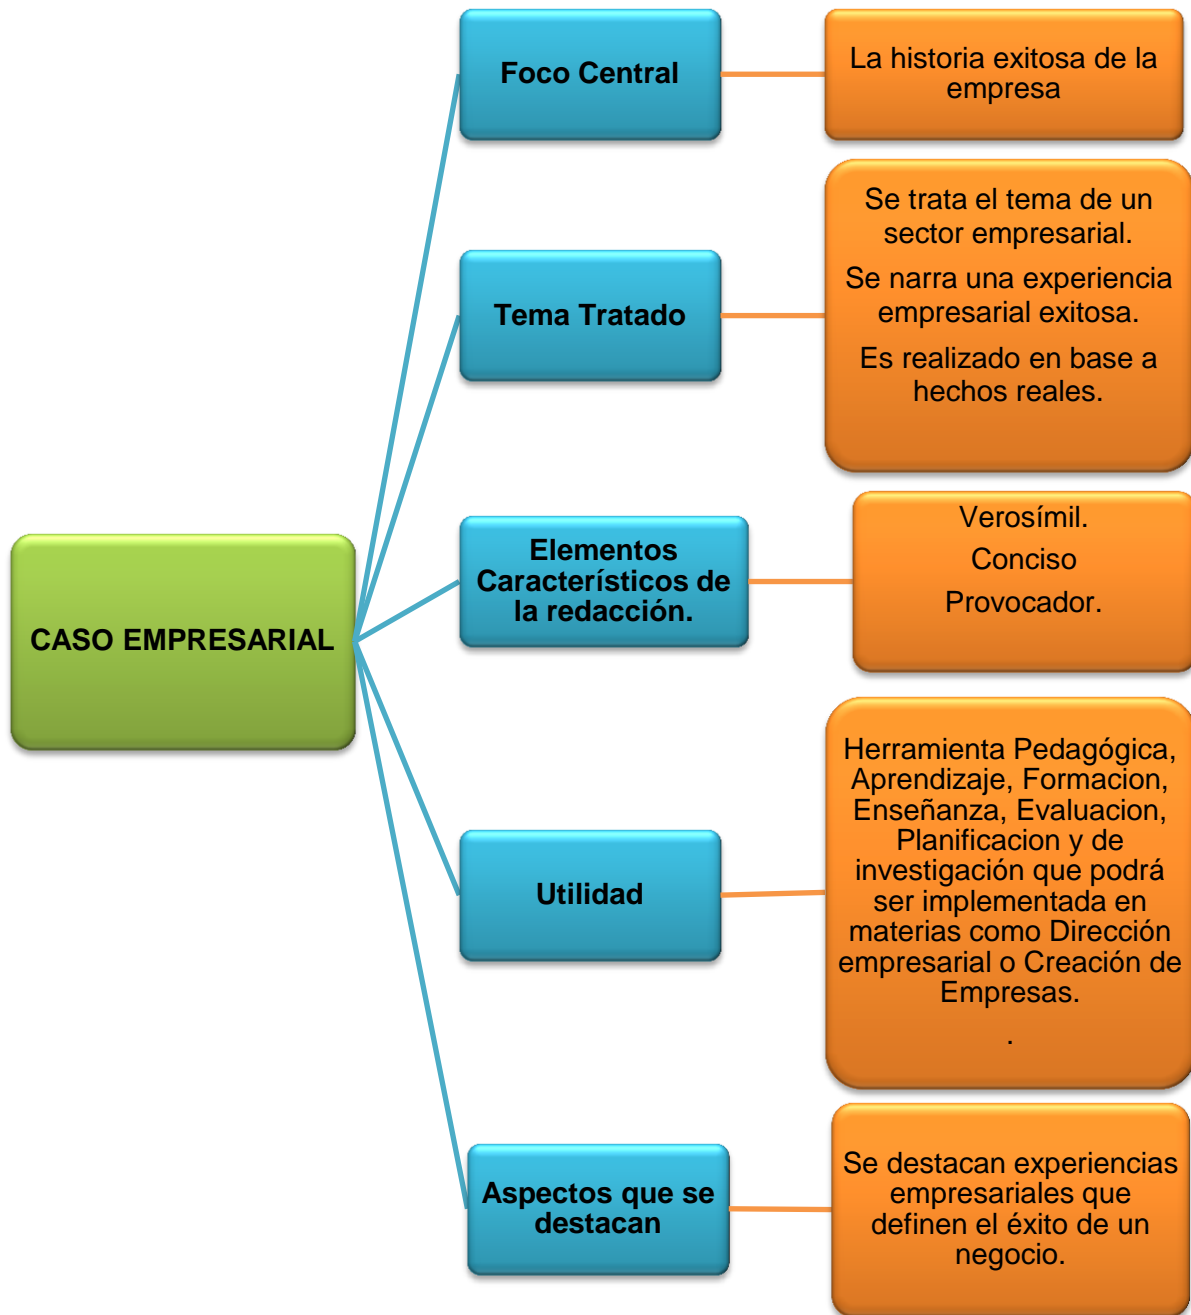 Foco Central
La historia exitosa de la
empresa
Tema Tratado
Se trata el tema de un
sector empresarial.
Se narra una experiencia
empresarial exitosa.
Es realizado en base a
hechos reales.
CASO EMPRESARIAL
Elementos
Característicos de
la redacción.
Verosímil.
Conciso
Provocador.
Utilidad
Herramienta Pedagógica,
Aprendizaje, Formacion,
Enseñanza, Evaluacion,
Planificacion y de
investigación que podrá
ser implementada en
materias como Dirección
empresarial o Creación de
Empresas.
.
Aspectos que se
destacan
Se destacan experiencias
empresariales que
definen el éxito de un
negocio.